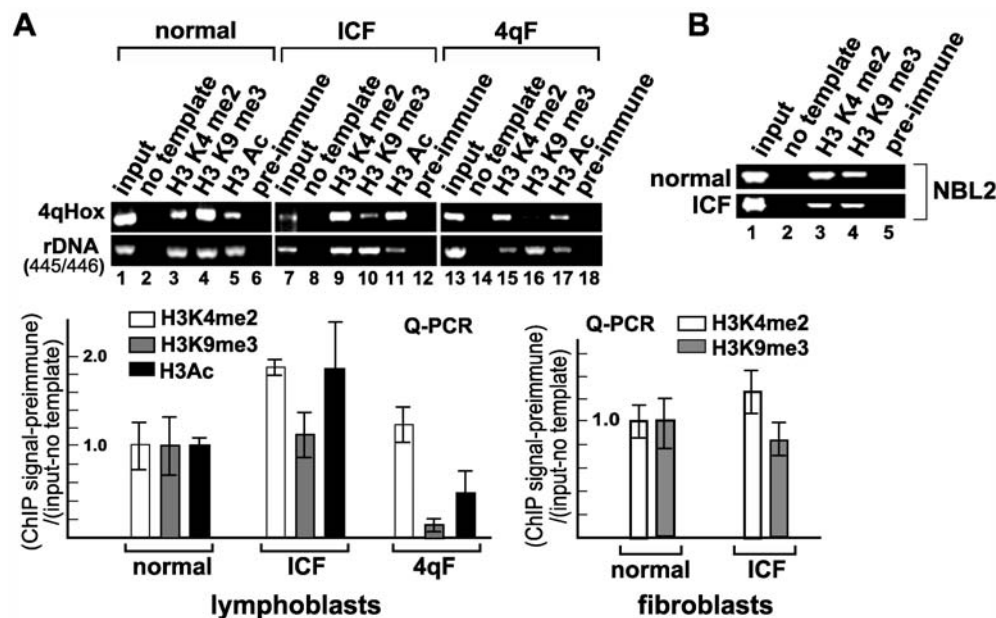 A
normal ICF 4qF
input no template H3 K4 me2 H3 K9 me3 H3 Ac pre-immune input no template H3 K4 me2 H3 K9 me3 H3 Ac pre-immune input no template H3 K4 me2 H3 K9 me3 H3 Ac pre-immune
4qHox
rDNA
(445/446)
1 2 3 4 5 6 7 8 9 10 11 12 13 14 15 16 17 18
B
input no template H3 K4 me2 H3 K9 me3 pre-immune
normal
ICF
NBL2
1 2 3 4 5
(ChIP signal-preimmune
/(input-no template)
2.0
1.0
H3K4me2
H3K9me3
H3Ac
Q-PCR
normal ICF 4qF
lymphoblasts
(ChIP signal-preimmune
/(input-no template)
1.0
Q-PCR
H3K4me2
H3K9me3
normal ICF
fibroblasts